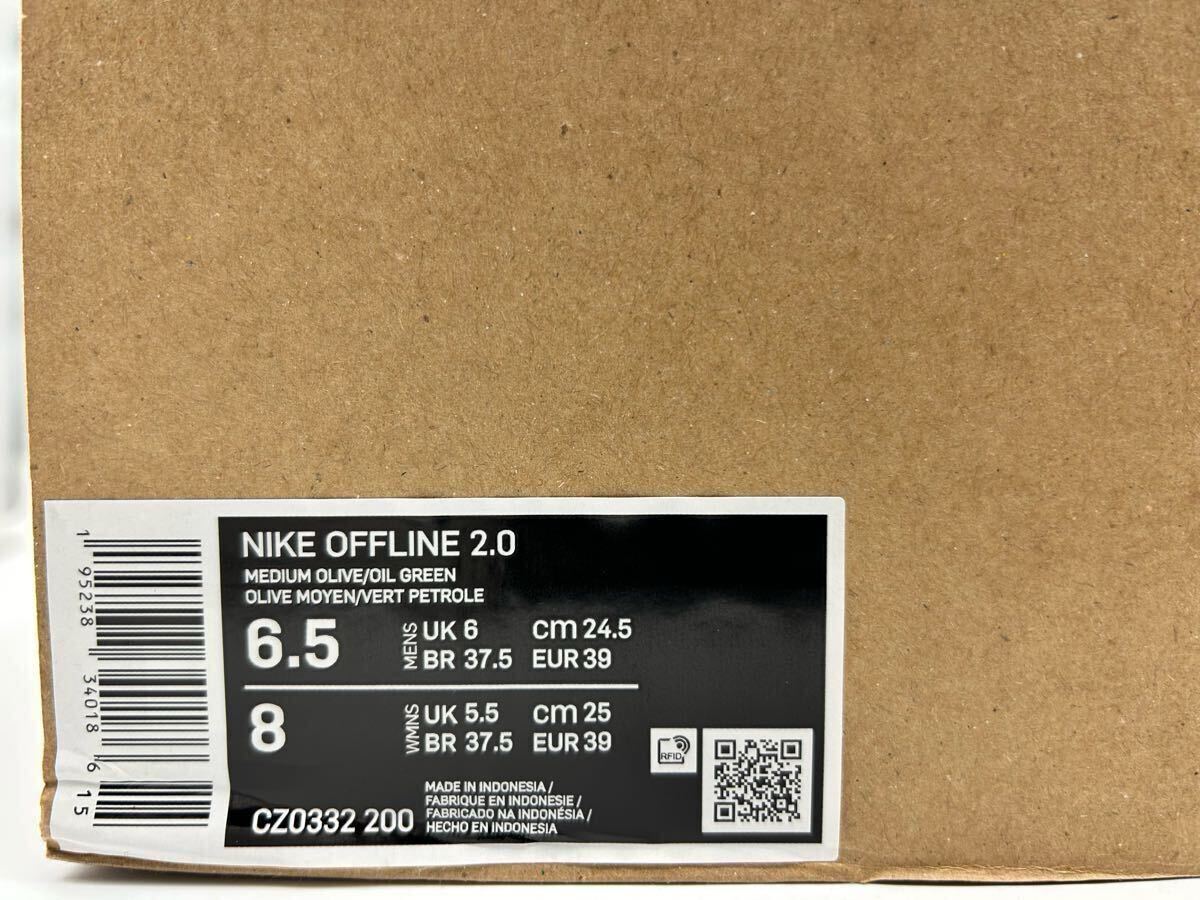 NIKE OFFLINE 2.0
MEDIUM OLIVE/OIL GREEN
OLIVE MOYEN/VERT PETROLE
6.5 MENS UK 6 cm 24.5
BR 37.5 EUR 39
8 WMNS UK 5.5 cm 25
BR 37.5 EUR 39
CZ0332 200
MADE IN INDONESIA /
FABRIQUE EN INDONESIE /
FABRICADO NA INDONÉSIA /
HECHO EN INDONESIA
RFID
1 95238 34018 6 15